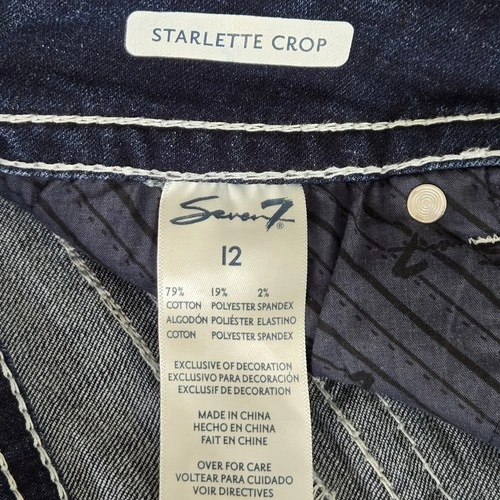 STARLETTE CROP
Seven7®
12
79% 19% 2%
COTTON POLYESTER SPANDEX
ALGODÓN POLIÉSTER ELASTINO
COTON POLYESTER SPANDEX
EXCLUSIVE OF DECORATION
EXCLUSIVO PARA DECORACIÓN
EXCLUSIF DE DECORATION
MADE IN CHINA
HECHO EN CHINA
FAIT EN CHINE
OVER FOR CARE
VOLTEAR PARA CUIDADO
VOIR DIRECTIVES